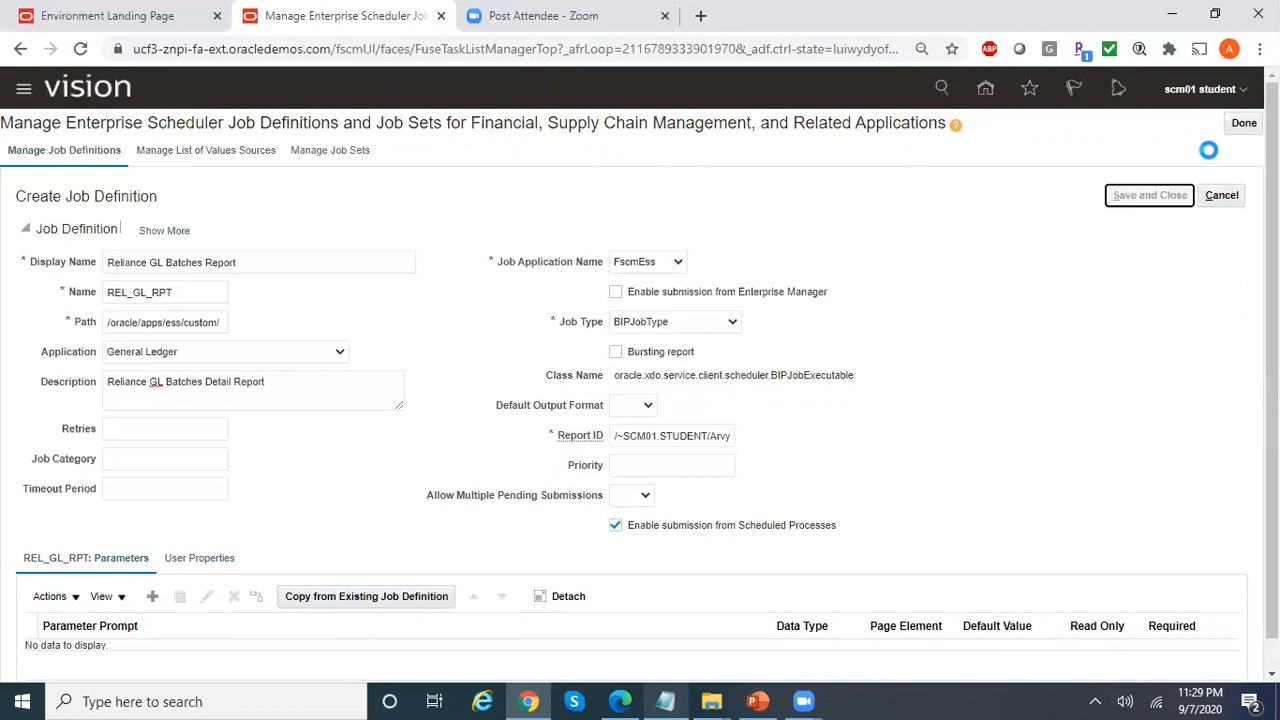 Environment Landing Page
Manage Enterprise Scheduler Jo
Post Attendee - Zoom
ucf3-znpi-fa-ext.oracledemos.com/fscmUI/faces/FuseTaskListManagerTop?_afrLoop=2116789333901970&_adf.ctrl-state=luiwydyof...
ABP
G
1
A
vision
scm01 student
Manage Enterprise Scheduler Job Definitions and Job Sets for Financial, Supply Chain Management, and Related Applications
Done
Manage Job Definitions
Manage List of Values Sources
Manage Job Sets
Create Job Definition
Save and Close
Cancel
Job Definition
Show More
* Display Name Reliance GL Batches Report
* Job Application Name FscmEss
* Name REL_GL_RPT
Enable submission from Enterprise Manager
* Path /oracle/apps/ess/custom/
* Job Type BIPJobType
Application General Ledger
Bursting report
Description Reliance GL Batches Detail Report
Class Name oracle.xdo.service.client.scheduler.BIPJobExecutable
Default Output Format
Retries
* Report ID /~SCM01.STUDENT/Arvy
Job Category
Priority
Timeout Period
Allow Multiple Pending Submissions
Enable submission from Scheduled Processes
REL_GL_RPT: Parameters
User Properties
Actions View Copy from Existing Job Definition Detach
Parameter Prompt Data Type Page Element Default Value Read Only Required
No data to display.
Type here to search
11:29 PM
9/7/2020
2